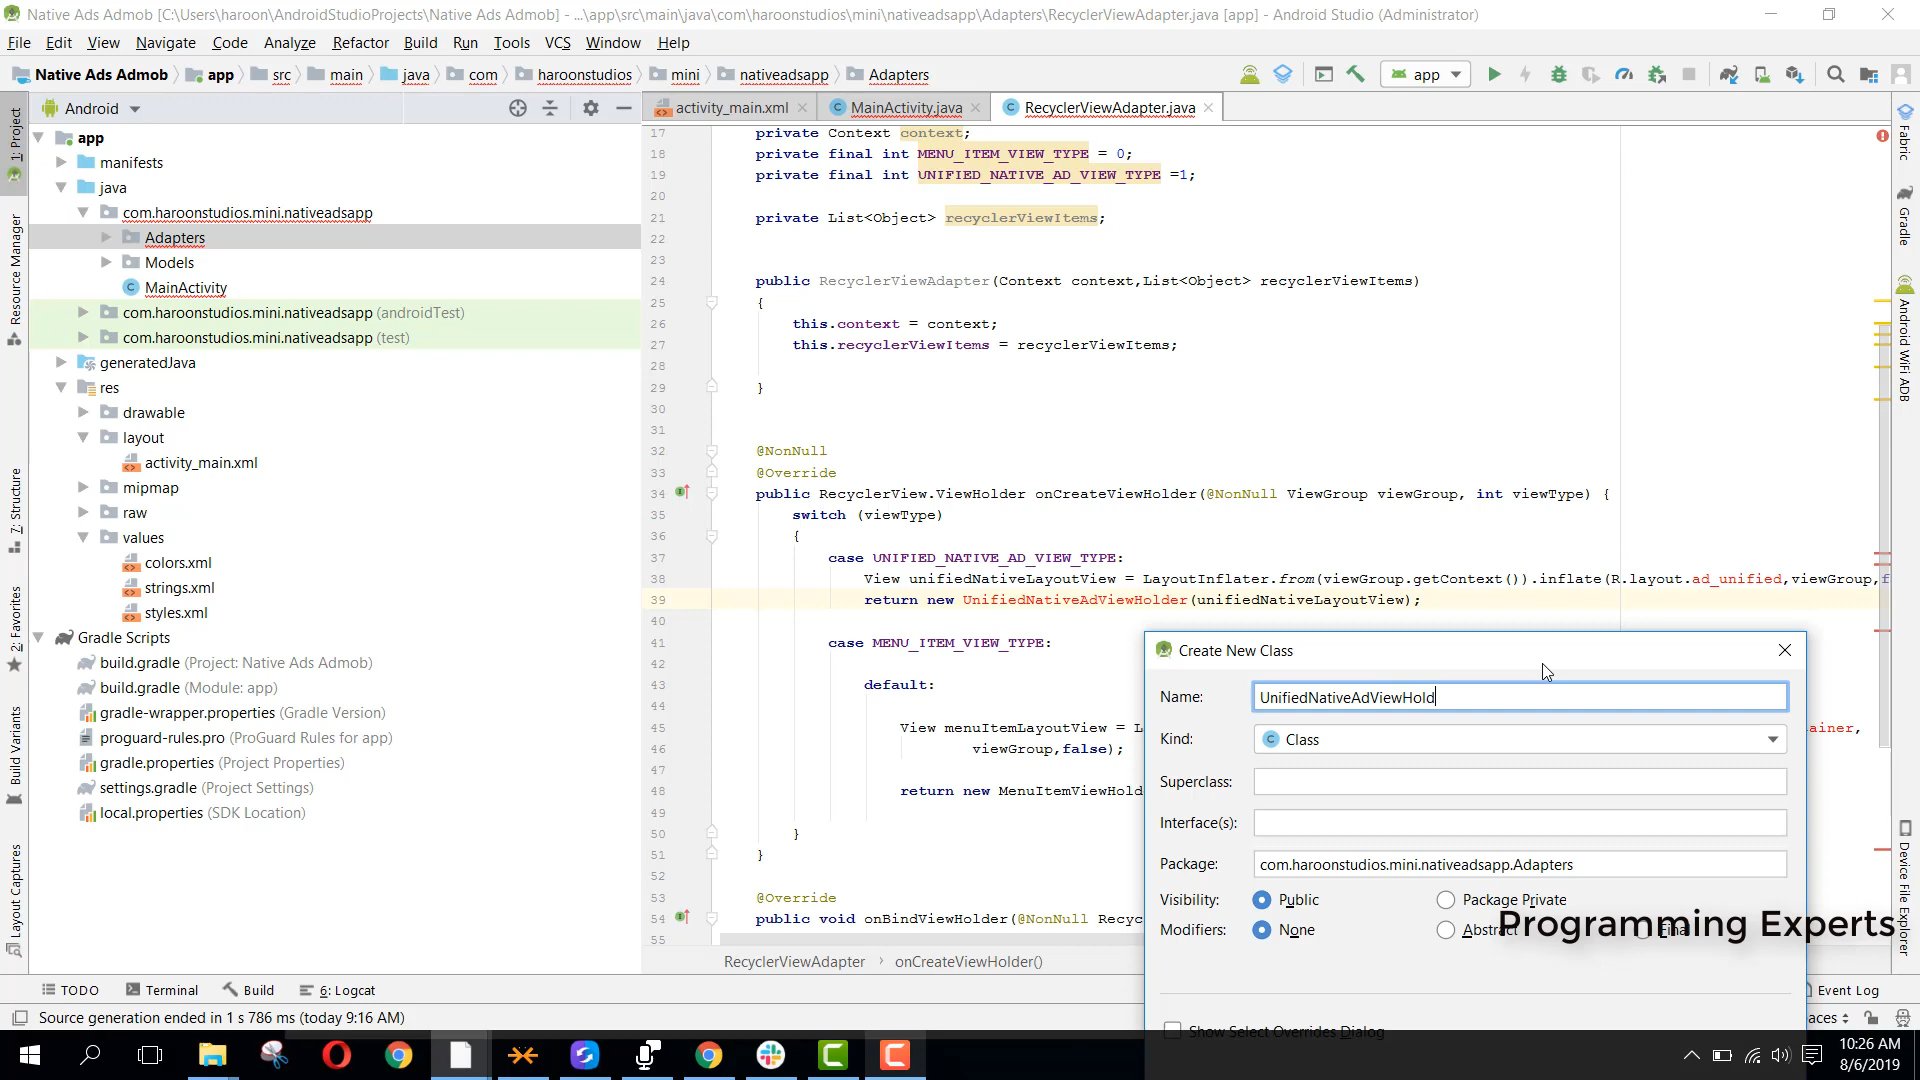 Native Ads Admob [C:\Users\haroon\AndroidStudioProjects\Native Ads Admob] - ...\app\src\main\java\com\haroonstudios\mini\nativeadsapp\Adapters\RecyclerViewAdapter.java [app] - Android Studio (Administrator)
File Edit View Navigate Code Analyze Refactor Build Run Tools VCS Window Help
Native Ads Admob app src main java com haroonstudios mini nativeadsapp Adapters app
Android
activity_main.xml MainActivity.java RecyclerViewAdapter.java
1: Project
Resource Manager
7: Structure
2: Favorites
Build Variants
Layout Captures
app
manifests
java
com.haroonstudios.mini.nativeadsapp
Adapters
Models
MainActivity
com.haroonstudios.mini.nativeadsapp (androidTest)
com.haroonstudios.mini.nativeadsapp (test)
generatedJava
res
drawable
layout
activity_main.xml
mipmap
raw
values
colors.xml
strings.xml
styles.xml
Gradle Scripts
build.gradle (Project: Native Ads Admob)
build.gradle (Module: app)
gradle-wrapper.properties (Gradle Version)
proguard-rules.pro (ProGuard Rules for app)
gradle.properties (Project Properties)
settings.gradle (Project Settings)
local.properties (SDK Location)
17 private Context context;
18 private final int MENU_ITEM_VIEW_TYPE = 0;
19 private final int UNIFIED_NATIVE_AD_VIEW_TYPE =1;
20
21 private List<Object> recyclerViewItems;
22
23
24 public RecyclerViewAdapter(Context context,List<Object> recyclerViewItems)
25 {
26 this.context = context;
27 this.recyclerViewItems = recyclerViewItems;
28
29 }
30
31
32 @NonNull
33 @Override
34 public RecyclerView.ViewHolder onCreateViewHolder(@NonNull ViewGroup viewGroup, int viewType) {
35 switch (viewType)
36 {
37 case UNIFIED_NATIVE_AD_VIEW_TYPE:
38 View unifiedNativeLayoutView = LayoutInflater.from(viewGroup.getContext()).inflate(R.layout.ad_unified,viewGroup,f
39 return new UnifiedNativeAdViewHolder(unifiedNativeLayoutView);
40
41 case MENU_ITEM_VIEW_TYPE:
42
43 default:
44
45 View menuItemLayoutView = L ainer,
46 viewGroup,false);
47
48 return new MenuItemViewHold
49
50 }
51 }
52
53 @Override
54 public void onBindViewHolder(@NonNull Recyc
55
RecyclerViewAdapter › onCreateViewHolder()
Create New Class
Name: UnifiedNativeAdViewHold
Kind: Class
Superclass:
Interface(s):
Package: com.haroonstudios.mini.nativeadsapp.Adapters
Visibility: Public Package Private
Modifiers: None Abstract Final
Show Select Overrides Dialog
Programming Experts
Fabric
Gradle
Android WiFi ADB
Device File Explorer
TODO Terminal Build 6: Logcat Event Log
Source generation ended in 1 s 786 ms (today 9:16 AM) aces
10:26 AM
8/6/2019